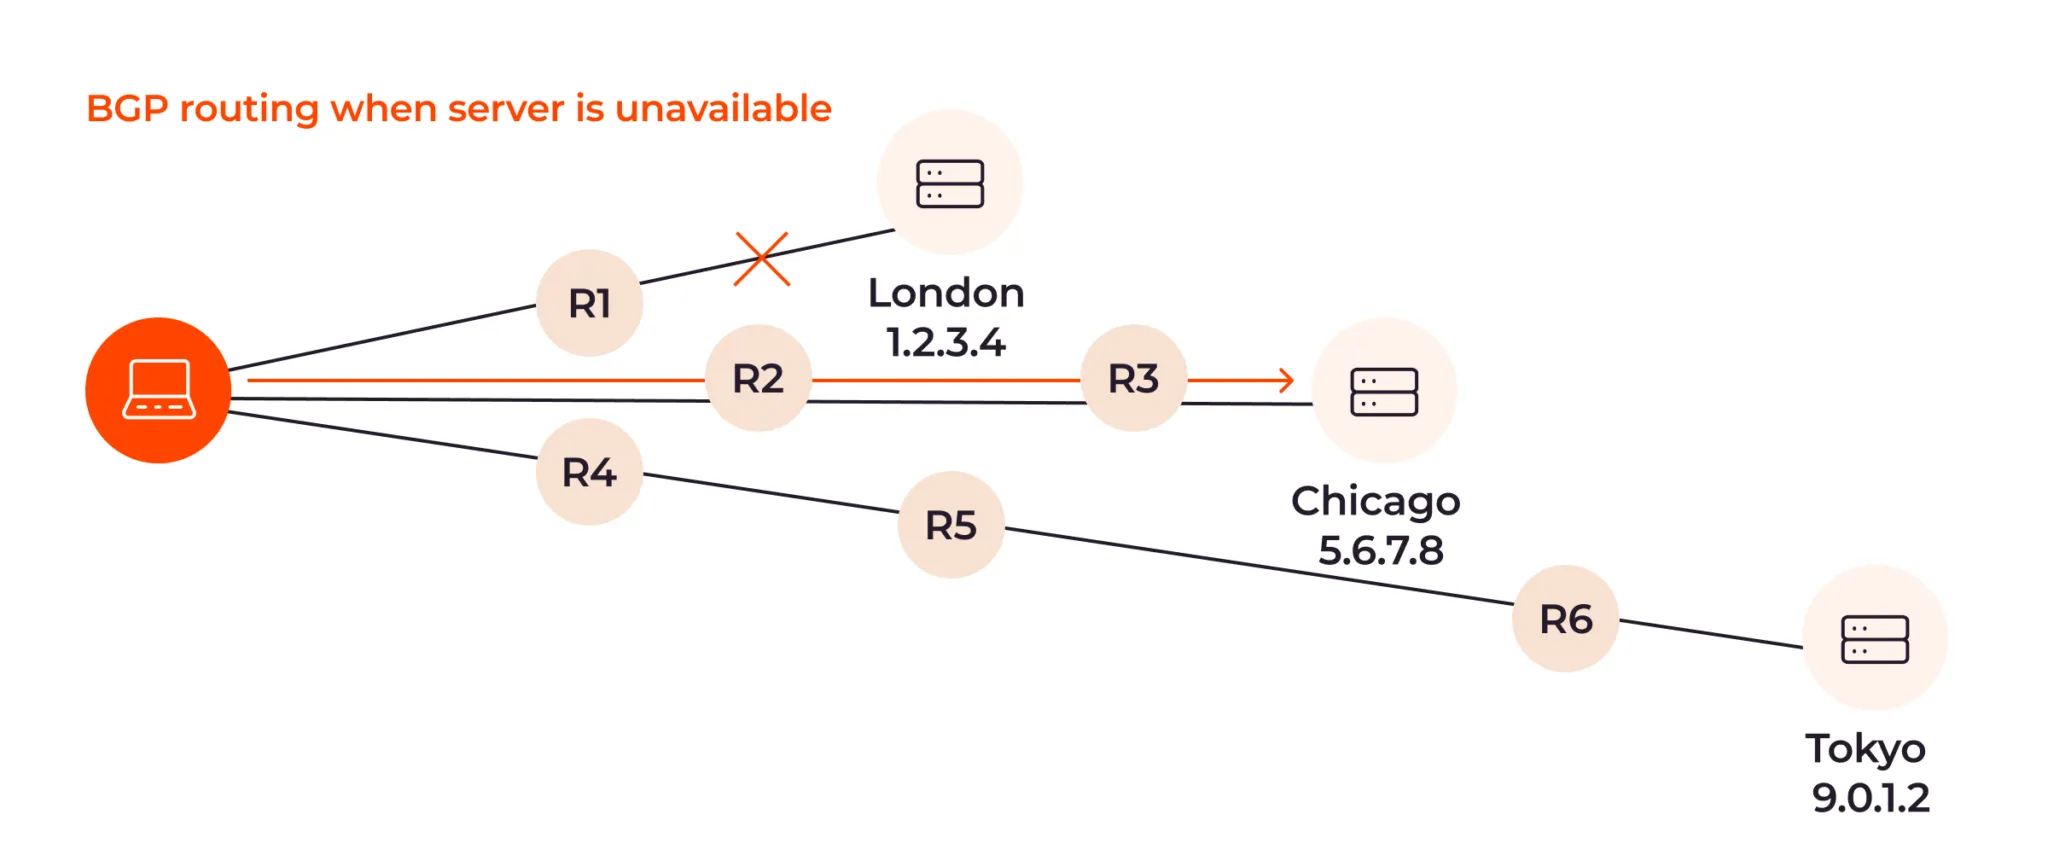 BGP routing when server is unavailable
R1
London
1.2.3.4
R2
R3
R4
R5
Chicago
5.6.7.8
R6
Tokyo
9.0.1.2